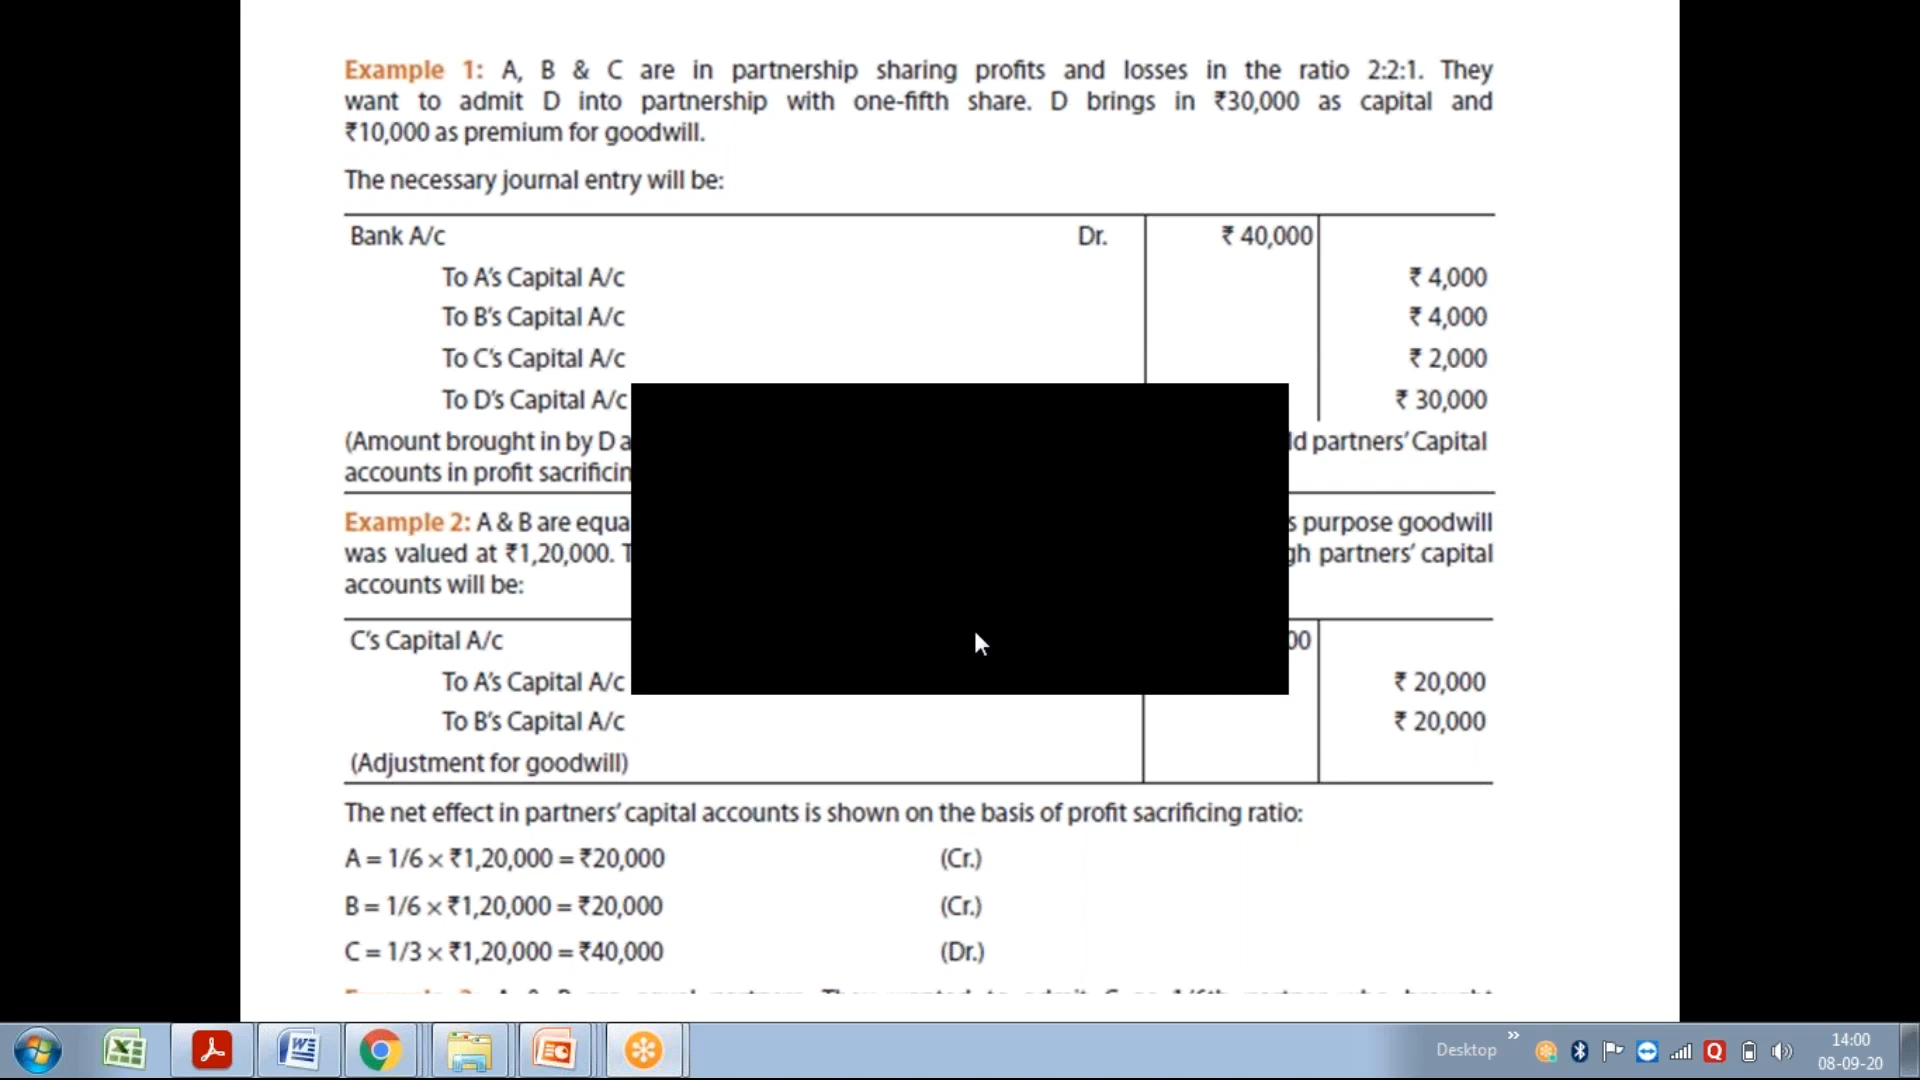 Example 1: A, B & C are in partnership sharing profits and losses in the ratio 2:2:1. They
want to admit D into partnership with one-fifth share. D brings in ₹30,000 as capital and
₹10,000 as premium for goodwill.
The necessary journal entry will be:
Bank A/c Dr. ₹ 40,000
To A's Capital A/c ₹ 4,000
To B's Capital A/c ₹ 4,000
To C's Capital A/c ₹ 2,000
To D's Capital A/c ₹ 30,000
(Amount brought in by D partners' Capital
accounts in profit
Example 2: A & B are purpose goodwill
was valued at ₹1,20,000. partners' capital
accounts will be:
C's Capital A/c
To A's Capital A/c ₹ 20,000
To B's Capital A/c ₹ 20,000
(Adjustment for goodwill)
The net effect in partners' capital accounts is shown on the basis of profit sacrificing ratio:
A = 1/6 × ₹1,20,000 = ₹20,000 (Cr.)
B = 1/6 × ₹1,20,000 = ₹20,000 (Cr.)
C = 1/3 × ₹1,20,000 = ₹40,000 (Dr.)
Desktop
14:00
08-09-20